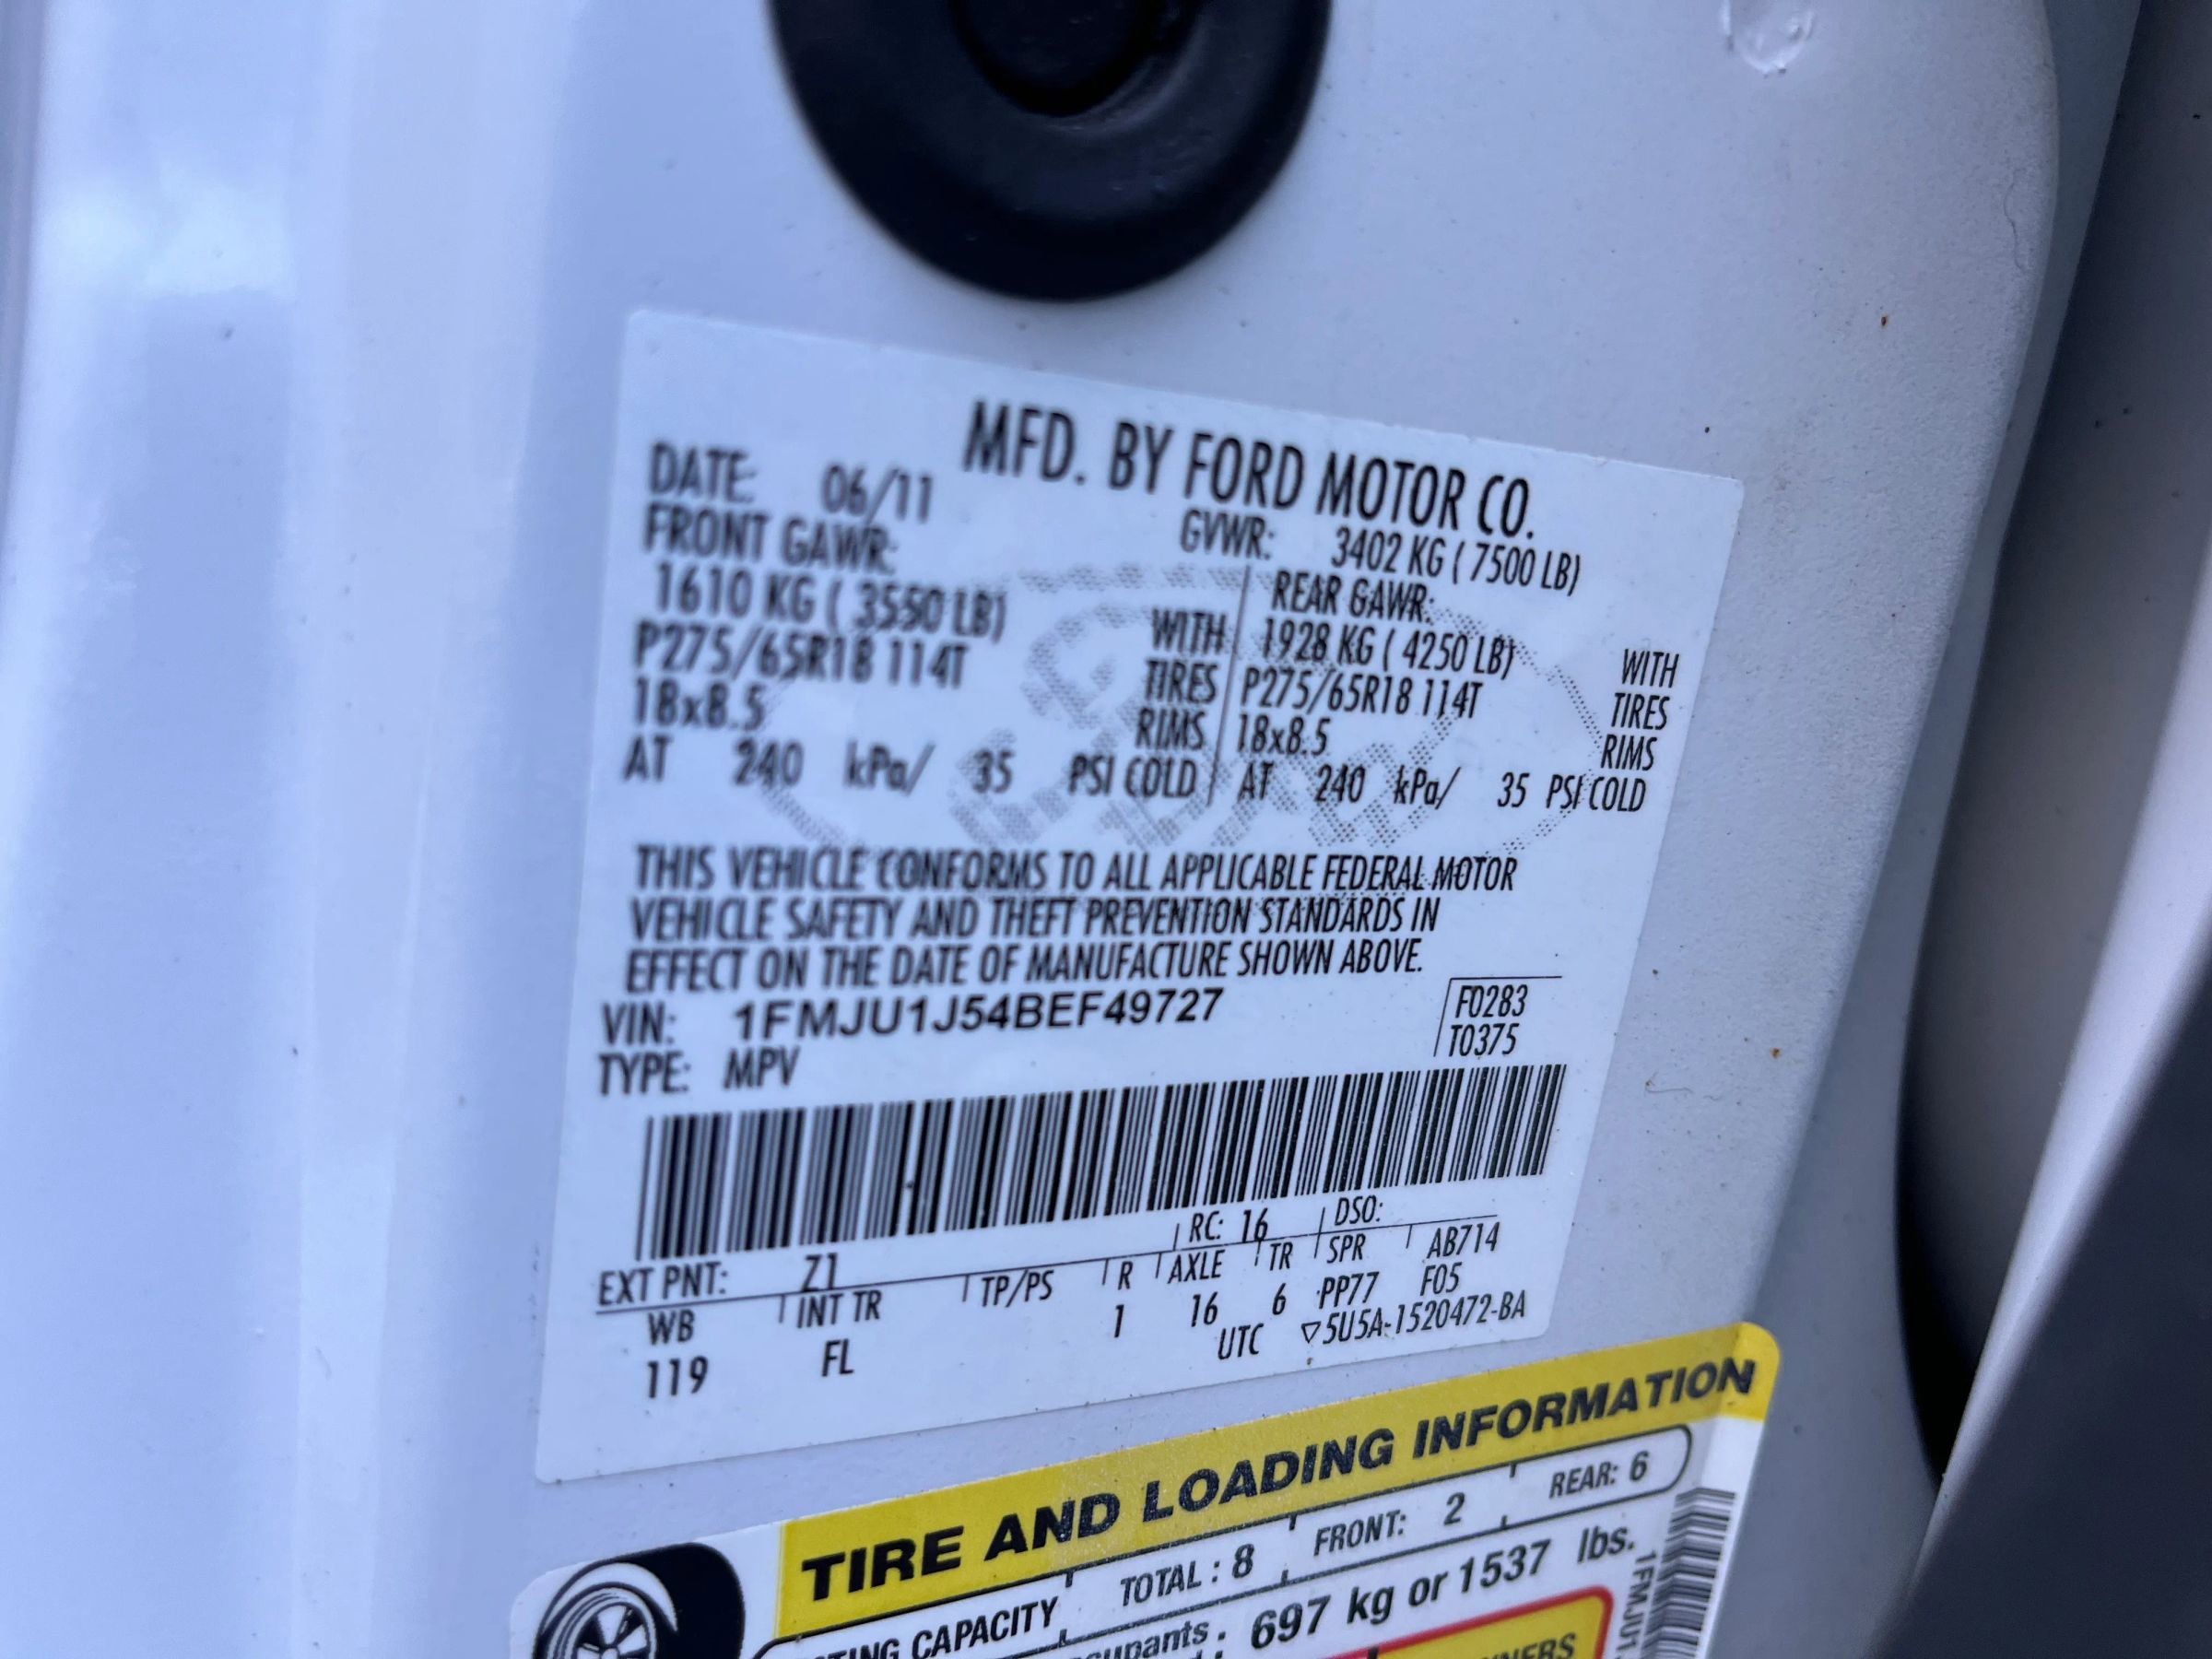 MFD. BY FORD MOTOR CO.
DATE: 06/11
GVWR: 3402 KG ( 7500 LB)
FRONT GAWR:
REAR GAWR:
1610 KG ( 3550 LB) WITH
1928 KG ( 4250 LB) WITH
P275/65R18 114T TIRES
P275/65R18 114T TIRES
18x8.5 RIMS
18x8.5 RIMS
AT 240 kPa/ 35 PSI COLD
AT 240 kPa/ 35 PSI COLD
THIS VEHICLE CONFORMS TO ALL APPLICABLE FEDERAL MOTOR
VEHICLE SAFETY AND THEFT PREVENTION STANDARDS IN
EFFECT ON THE DATE OF MANUFACTURE SHOWN ABOVE.
VIN: 1FMJU1J54BEF49727
F0283
TYPE: MPV
T0375
EXT PNT: Z1
RC: 16 DSO:
WB INT TR TP/PS R AXLE TR SPR AB714
119 FL 1 16 6 PP77 F05
UTC ▽5U5A-1520472-BA
TIRE AND LOADING INFORMATION
CAPACITY TOTAL : 8 FRONT: 2 REAR: 6
697 kg or 1537 lbs.
1FMJU1